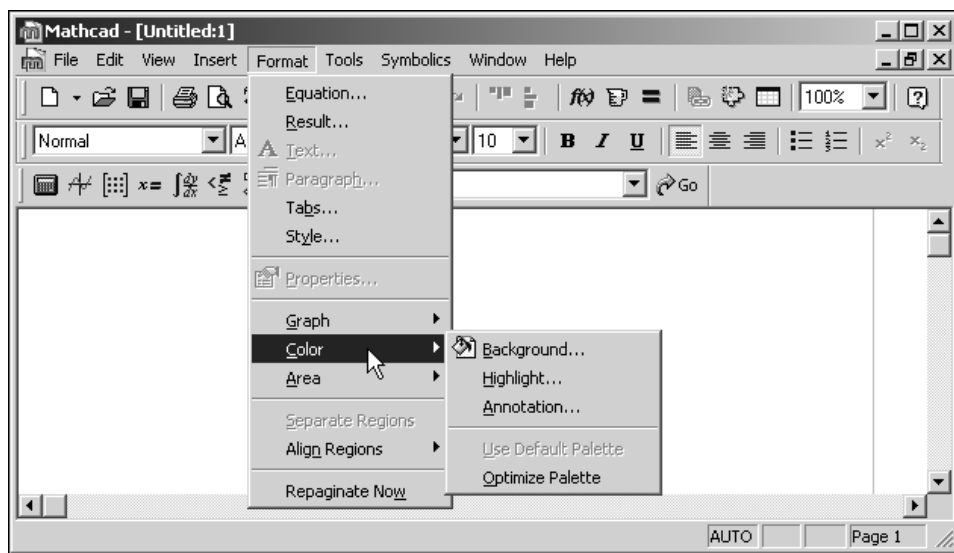 Mathcad - [Untitled:1]
File Edit View Insert Format Tools Symbolics Window Help
100%
Normal A 10 B I U x² x₂
x= Go
Equation...
Result...
Text...
Paragraph...
Tabs...
Style...
Properties...
Graph
Color
Area
Separate Regions
Align Regions
Repaginate Now
Background...
Highlight...
Annotation...
Use Default Palette
Optimize Palette
AUTO Page 1